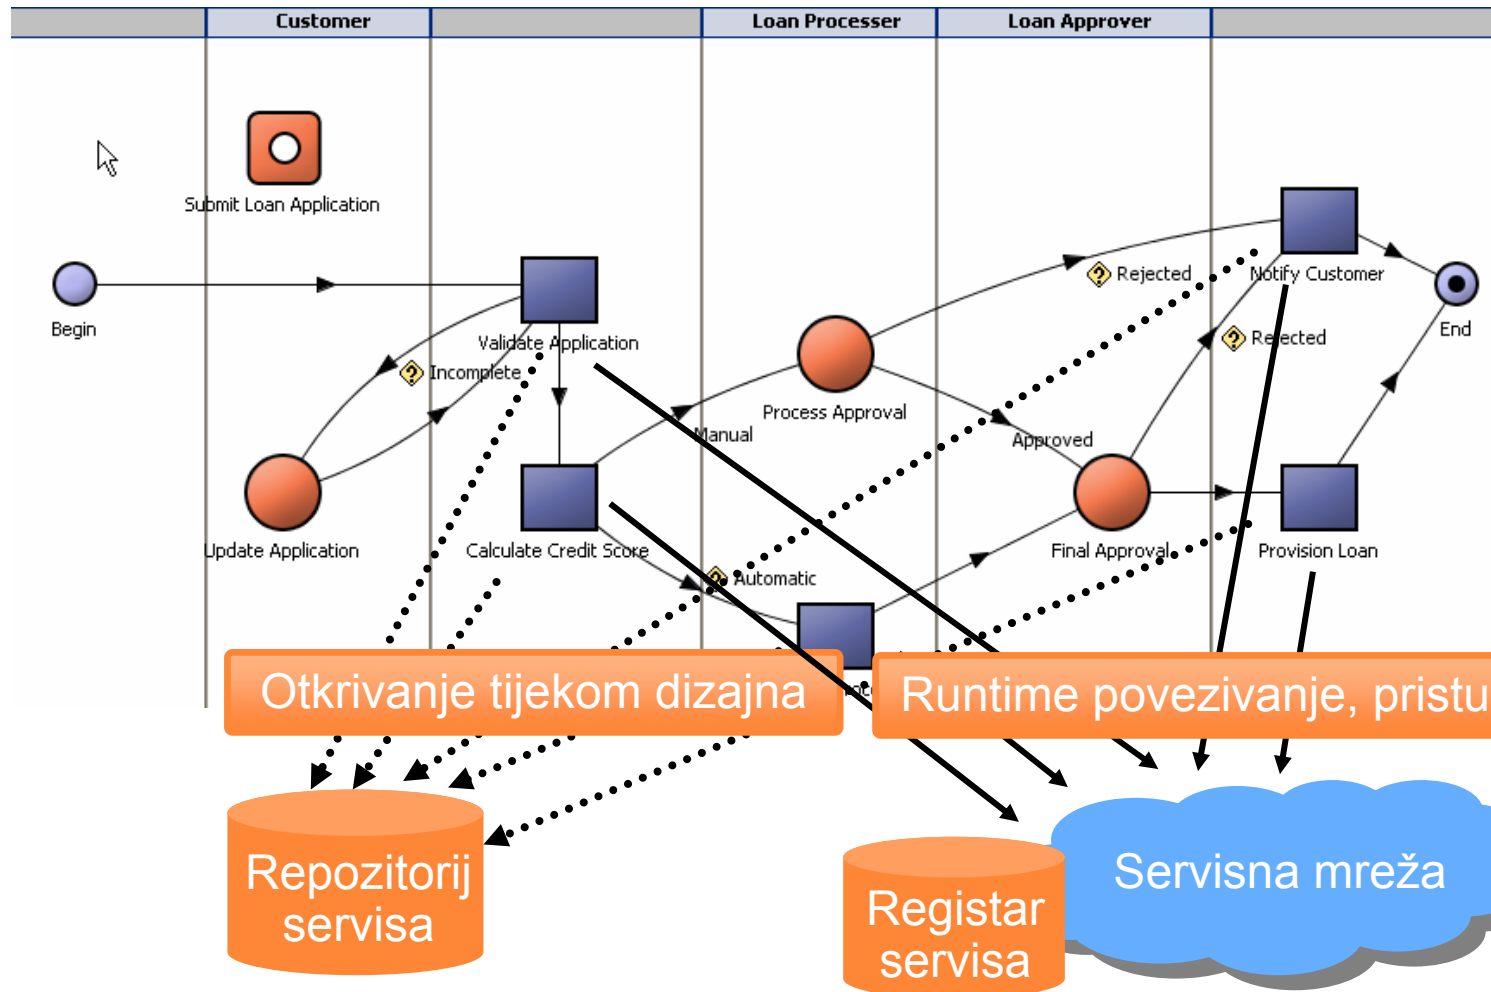 Customer
Loan Processer
Loan Approver
Submit Loan Application
Begin
Validate Application
Incomplete
Update Application
Calculate Credit Score
Manual
Automatic
Process Approval
Rejected
Approved
Final Approval
Rejected
Notify Customer
Provision Loan
End
Otkrivanje tijekom dizajna
Runtime povezivanje, pristu
Repozitorij
servisa
Registar
servisa
Servisna mreža